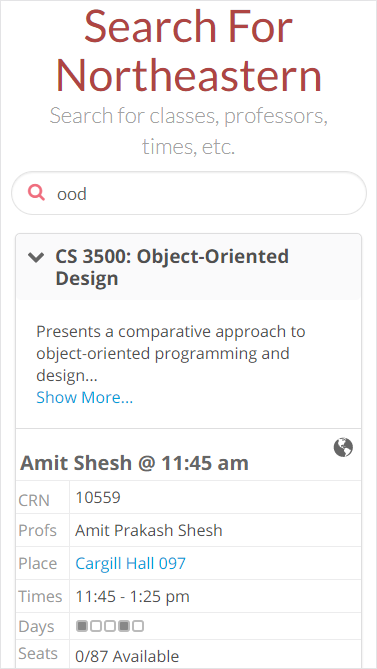 Search For
Northeastern
Search for classes, professors,
times, etc.
ood
CS 3500: Object-Oriented
Design
Presents a comparative approach to
object-oriented programming and
design...
Show More...
Amit Shesh @ 11:45 am
CRN 10559
Profs Amit Prakash Shesh
Place Cargill Hall 097
Times 11:45 - 1:25 pm
Days
Seats 0/87 Available